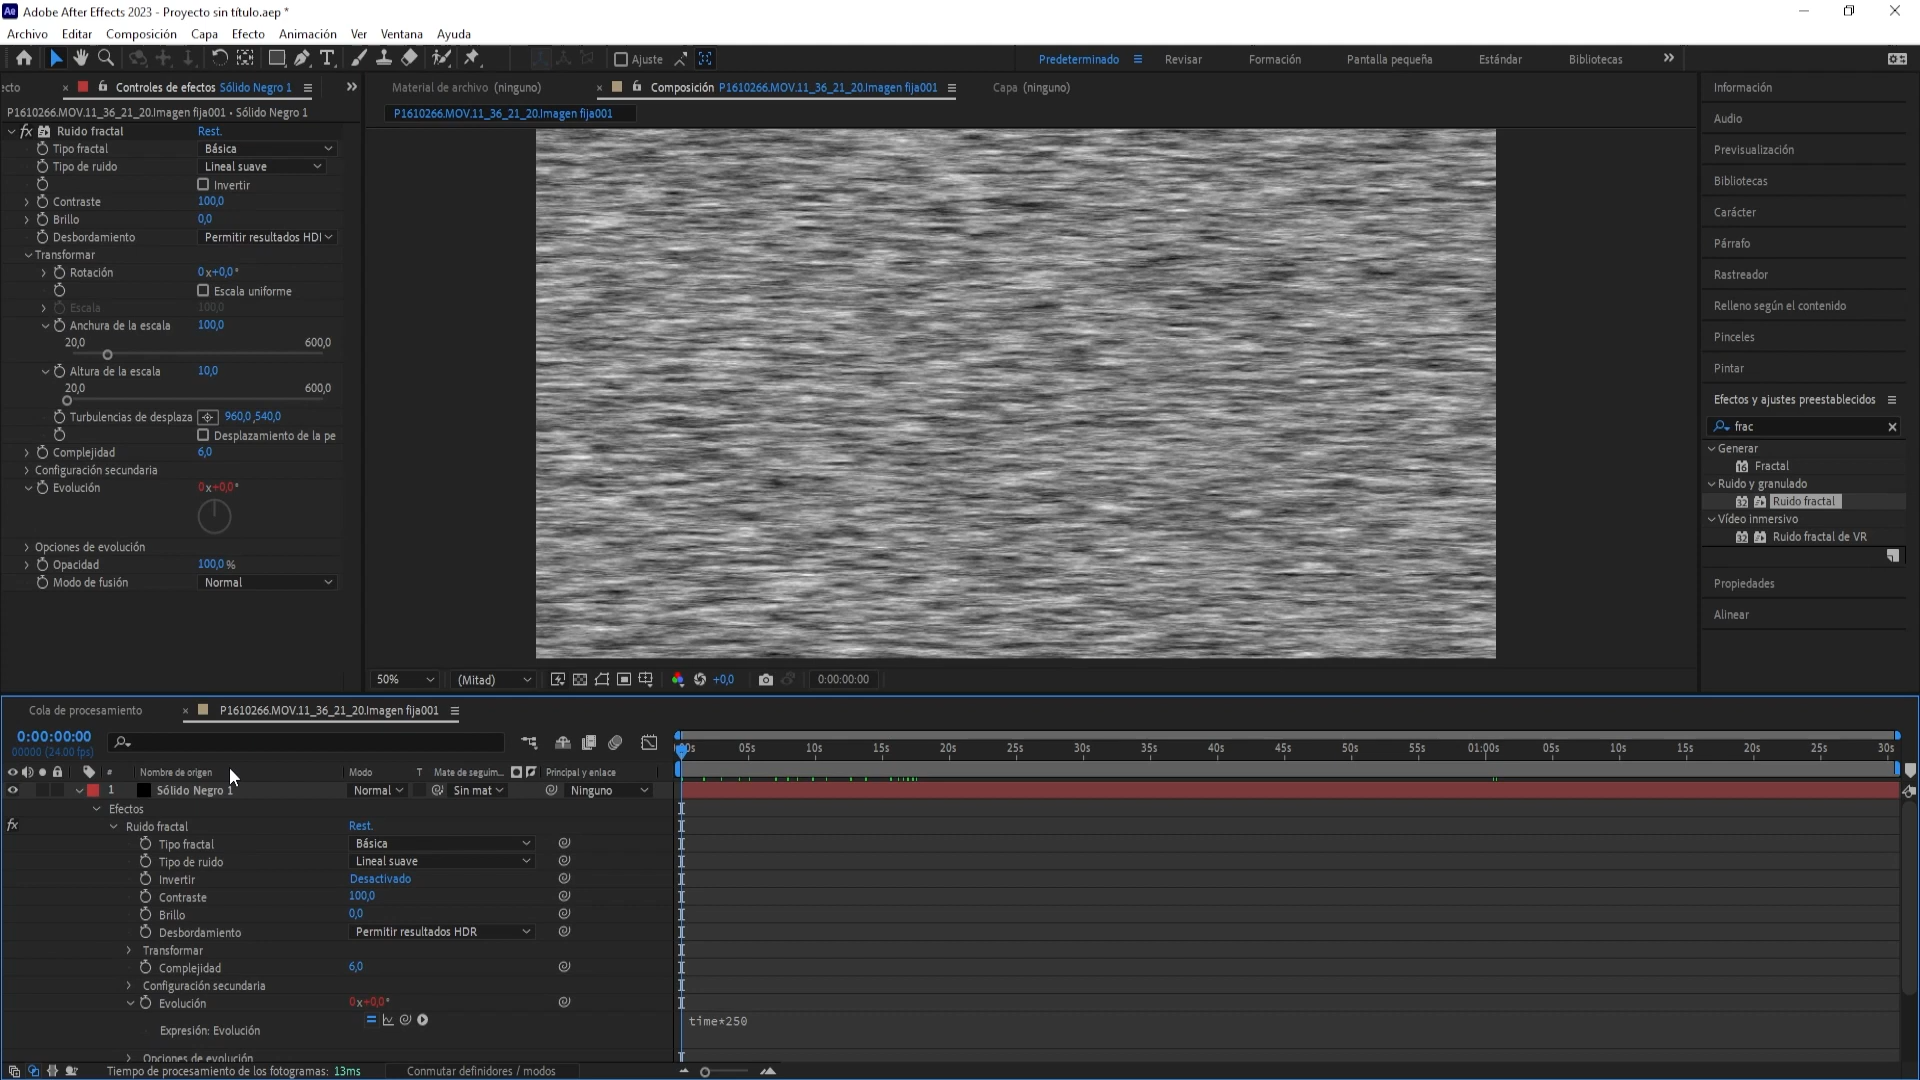 Ae Adobe After Effects 2023 - Proyecto sin título.aep *
Archivo Editar Composición Capa Efecto Animación Ver Ventana Ayuda
Ajuste Predeterminado Revisar Formación Pantalla pequeña Estándar Bibliotecas
ecto Controles de efectos Sólido Negro 1
Material de archivo (ninguno) Composición P1610266.MOV.11_36_21_20.Imagen fija001 Capa (ninguno)
P1610266.MOV.11_36_21_20.Imagen fija001 • Sólido Negro 1
P1610266.MOV.11_36_21_20.Imagen fija001
fx Ruido fractal Rest.
Tipo fractal Básica
Tipo de ruido Lineal suave
Invertir
Contraste 100,0
Brillo 0,0
Desbordamiento Permitir resultados HDI
Transformar
Rotación 0x+0,0°
Escala uniforme
Escala 100,0
Anchura de la escala 100,0
20,0 600,0
Altura de la escala 10,0
20,0 600,0
Turbulencias de desplaza 960,0,540,0
Desplazamiento de la pe
Complejidad 6,0
Configuración secundaria
Evolución 0x+0,0°
Opciones de evolución
Opacidad 100,0 %
Modo de fusión Normal
50% (Mitad) +0,0 0:00:00:00
Información
Audio
Previsualización
Bibliotecas
Carácter
Párrafo
Rastreador
Relleno según el contenido
Pinceles
Pintar
Efectos y ajustes preestablecidos
frac
Generar
16 Fractal
Ruido y granulado
32 Ruido fractal
Vídeo inmersivo
32 Ruido fractal de VR
Propiedades
Alinear
Cola de procesamiento P1610266.MOV.11_36_21_20.Imagen fija001
0:00:00:00
00000 (24.00 fps)
05s 10s 15s 20s 25s 30s 35s 40s 45s 50s 55s 01:00s 05s 10s 15s 20s 25s 30s
# Nombre de origen Modo T Mate de seguim... Principal y enlace
1 Sólido Negro 1 Normal Sin mat Ninguno
Efectos
fx Ruido fractal Rest.
Tipo fractal Básica
Tipo de ruido Lineal suave
Invertir Desactivado
Contraste 100,0
Brillo 0,0
Desbordamiento Permitir resultados HDR
Transformar
Complejidad 6,0
Configuración secundaria
Evolución 0x+0,0°
Expresión: Evolución time*250
Opciones de evolución
Tiempo de procesamiento de los fotogramas: 13ms Conmutar definidores / modos